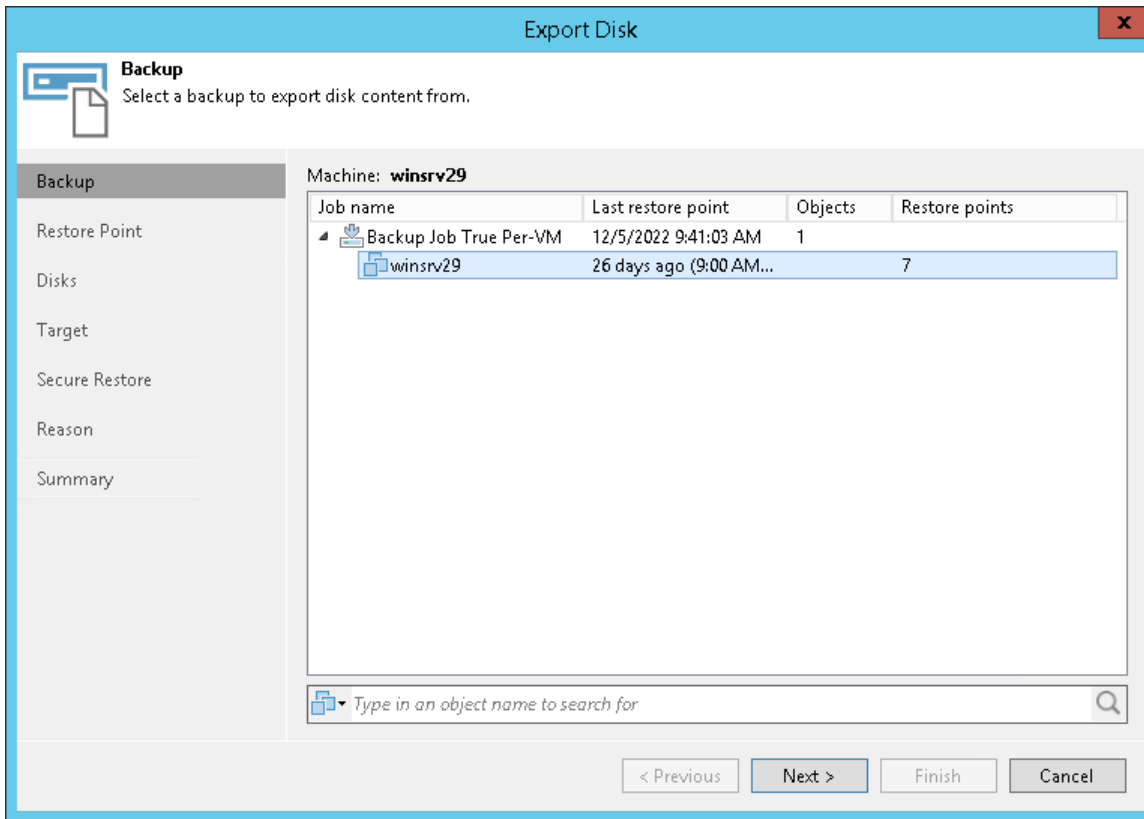 Export Disk
x
Backup
Select a backup to export disk content from.
Backup
Restore Point
Disks
Target
Secure Restore
Reason
Summary
Machine: winsrv29
Job name Last restore point Objects Restore points
Backup Job True Per-VM 12/5/2022 9:41:03 AM 1
winsrv29 26 days ago (9:00 AM... 7
Type in an object name to search for
< Previous Next > Finish Cancel